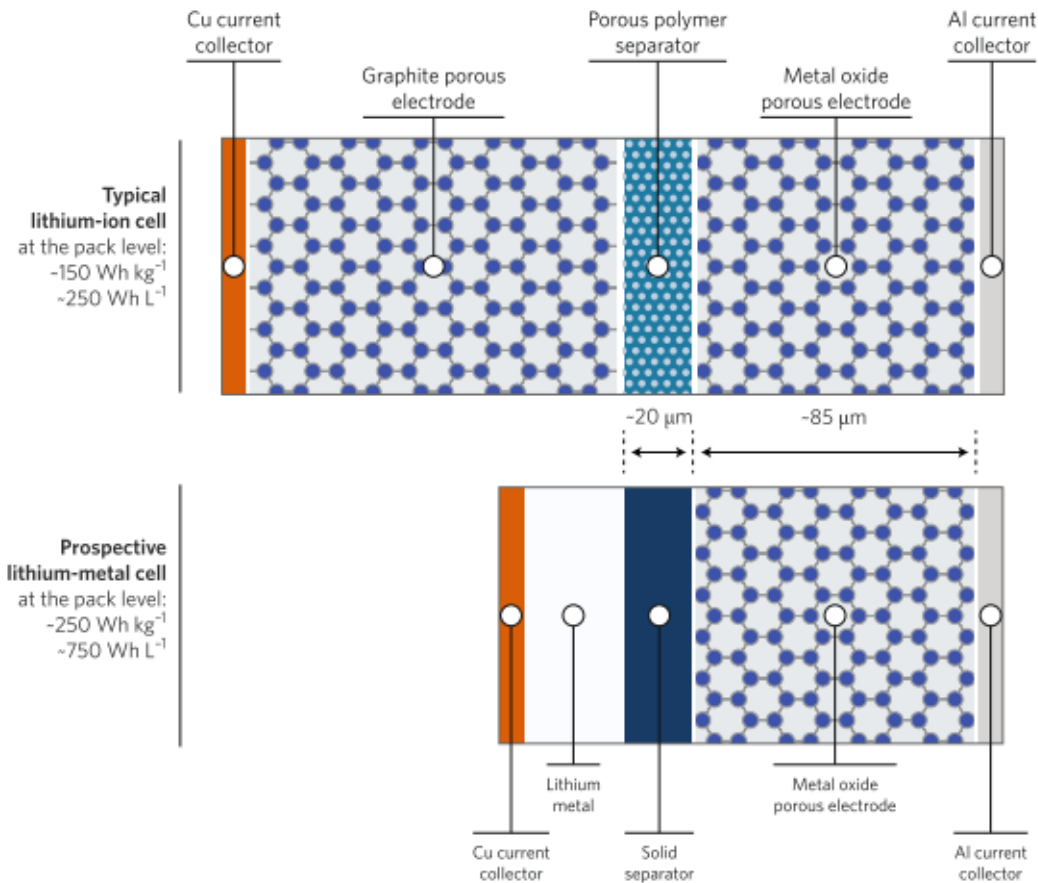 Cu current
collector
Porous polymer
separator
Al current
collector
Graphite porous
electrode
Metal oxide
porous electrode
Typical
lithium-ion cell
at the pack level:
~150 Wh kg⁻¹
~250 Wh L⁻¹
~20 μm
~85 μm
Prospective
lithium-metal cell
at the pack level:
~250 Wh kg⁻¹
~750 Wh L⁻¹
Lithium
metal
Metal oxide
porous electrode
Cu current
collector
Solid
separator
Al current
collector